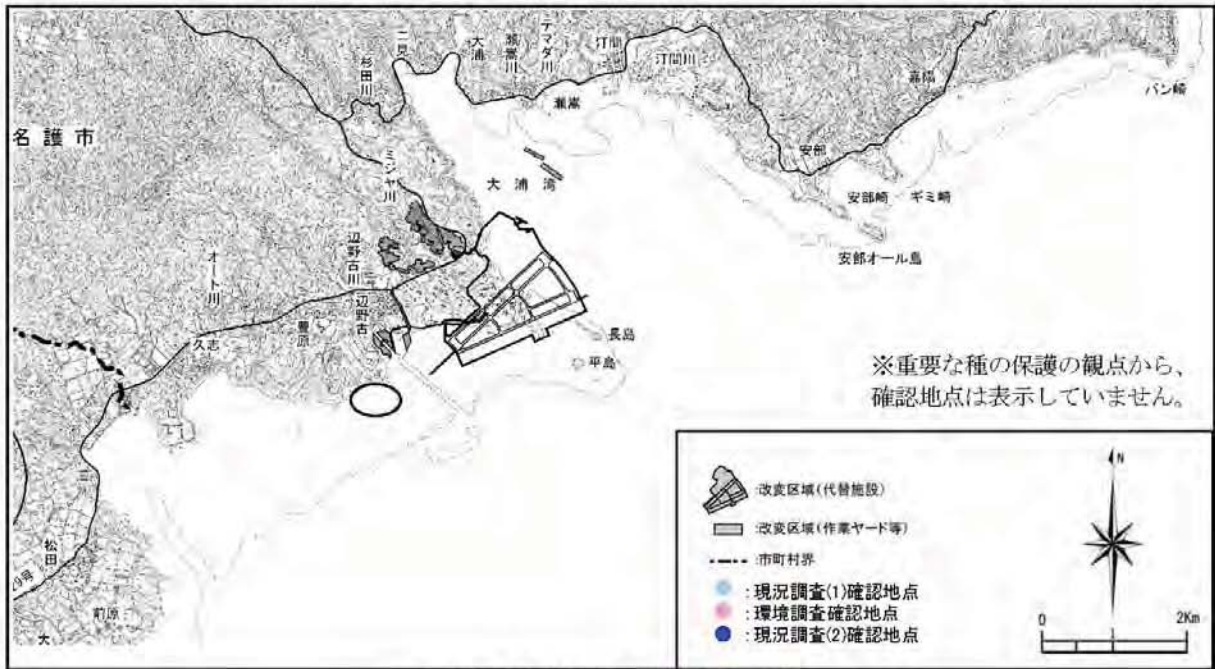 名護市
杉田川
二見
大浦
瀬嵩川
テマダ川
汀間
汀間川
瀬嵩
嘉陽
バン崎
安部
安部崎
ギミ崎
安部オール島
大浦湾
ミジャ川
辺野古川
辺野古
オート川
久志
豊原
長島
平島
松田
前原
29号
大
※重要な種の保護の観点から、
確認地点は表示していません。
:改変区域(代替施設)
:改変区域(作業ヤード等)
:市町村界
:現況調査(1)確認地点
:環境調査確認地点
:現況調査(2)確認地点
N
0 2Km